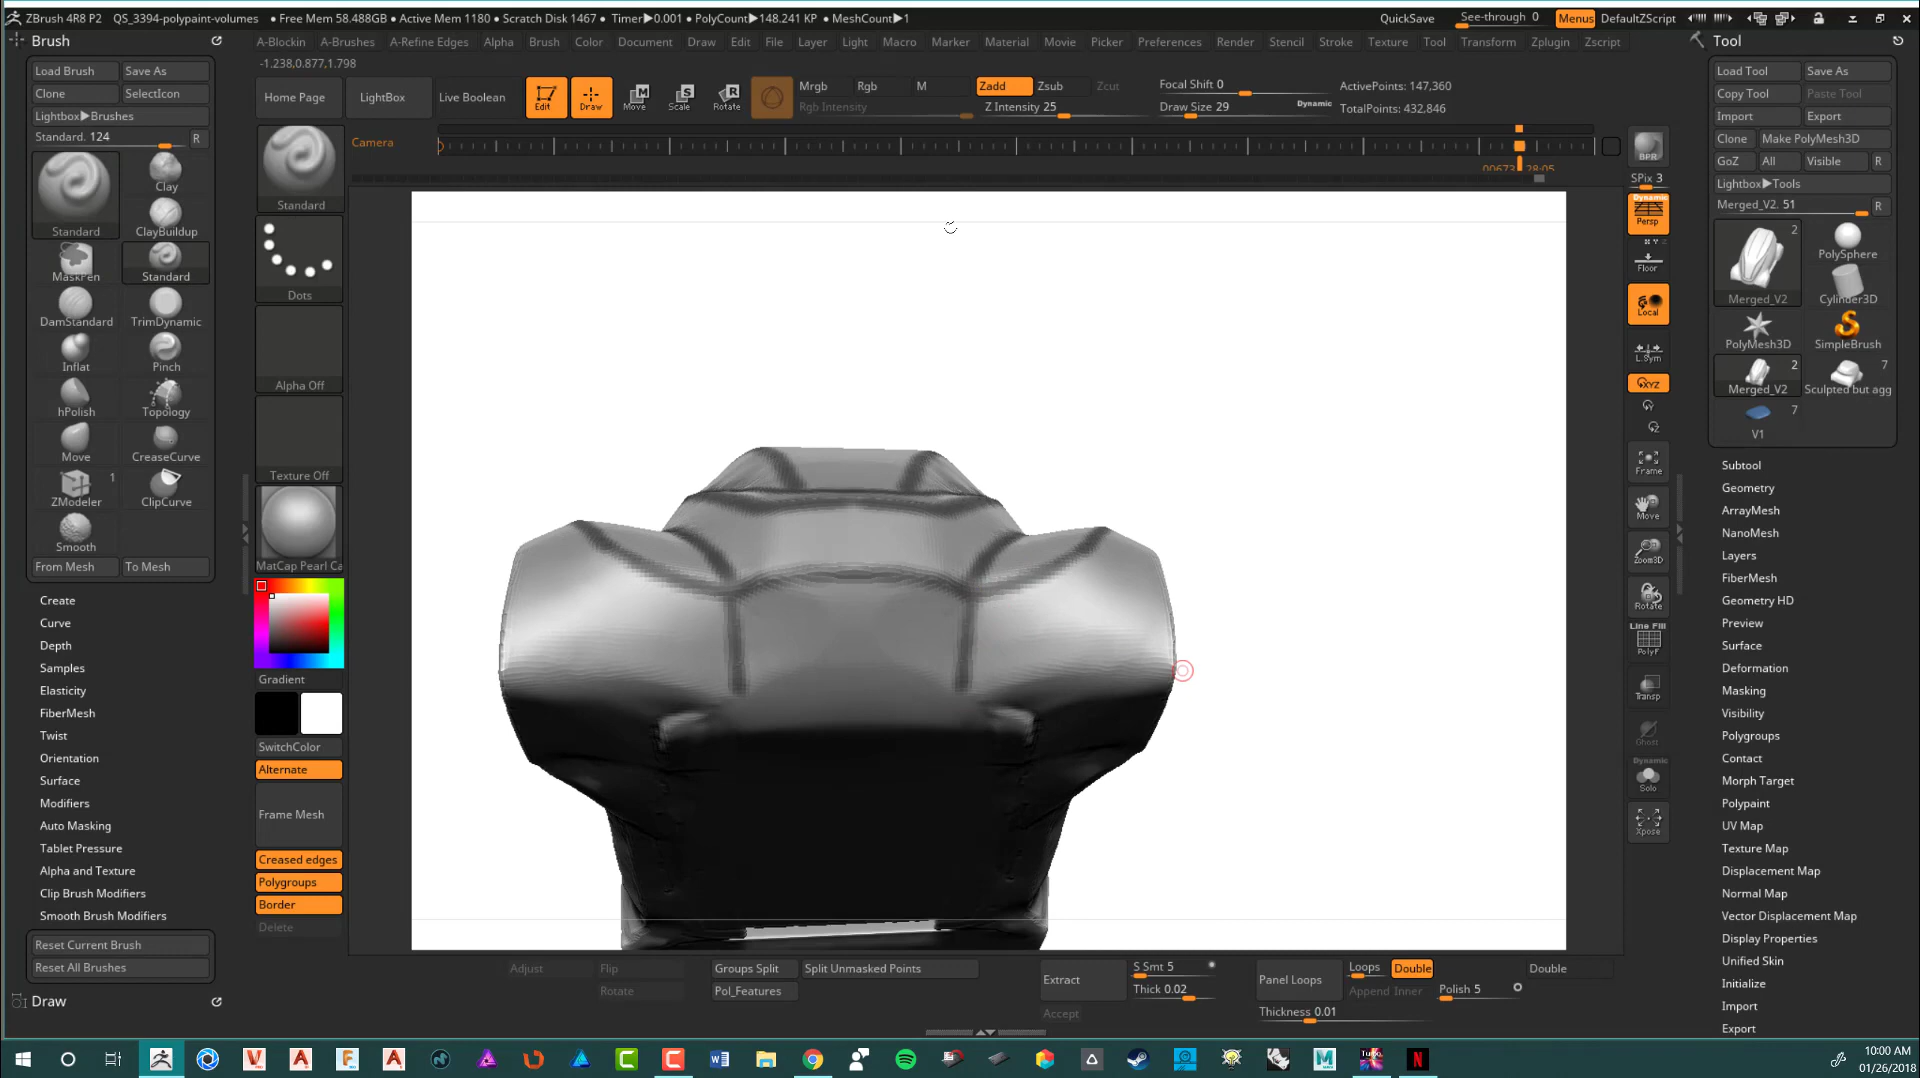 ZBrush 4R8 P2 QS_3394-polypaint-volumes ● Free Mem 58.488GB ● Active Mem 1180 ● Scratch Disk 1467 ● Timer▶0.001 ● PolyCount▶148.241 KP ● MeshCount▶1 QuickSave See-through 0 Menus DefaultZScript
Brush
A-Blockin A-Brushes A-Refine Edges Alpha Brush Color Document Draw Edit File Layer Light Macro Marker Material Movie Picker Preferences Render Stencil Stroke Texture Tool Transform Zplugin Zscript
Tool
-1.238,0.877,1.798
Load Brush Save As
Clone SelectIcon
Lightbox▶Brushes
Standard. 124 R
Standard
Clay
ClayBuildup
MaskPen Standard
DamStandard TrimDynamic
Inflat Pinch
hPolish Topology
Move CreaseCurve
ZModeler 1 ClipCurve
Smooth
From Mesh To Mesh
Create
Curve
Depth
Samples
Elasticity
FiberMesh
Twist
Orientation
Surface
Modifiers
Auto Masking
Tablet Pressure
Alpha and Texture
Clip Brush Modifiers
Smooth Brush Modifiers
Reset Current Brush
Reset All Brushes
Draw
Home Page LightBox Live Boolean Edit Draw Move Scale Rotate
Mrgb Rgb M
Rgb Intensity
Zadd Zsub Zcut
Z Intensity 25
Focal Shift 0
Draw Size 29 Dynamic
ActivePoints: 147,360
TotalPoints: 432,846
Camera
Standard
Dots
Alpha Off
Texture Off
MatCap Pearl Ca
Gradient
SwitchColor
Alternate
Frame Mesh
Creased edges
Polygroups
Border
Delete
BPR
SPix 3
Dynamic
Persp
Floor
Local
L.Sym
XYZ
Frame
Move
Zoom3D
Rotate
Line Fill
PolyF
Transp
Ghost
Dynamic
Solo
Xpose
Load Tool Save As
Copy Tool Paste Tool
Import Export
Clone Make PolyMesh3D
GoZ All Visible R
Lightbox▶Tools
Merged_V2. 51 R
2
Merged_V2
PolySphere
Cylinder3D
PolyMesh3D SimpleBrush
2 7
Merged_V2 Sculpted but agg
7
V1
Subtool
Geometry
ArrayMesh
NanoMesh
Layers
FiberMesh
Geometry HD
Preview
Surface
Deformation
Masking
Visibility
Polygroups
Contact
Morph Target
Polypaint
UV Map
Texture Map
Displacement Map
Normal Map
Vector Displacement Map
Display Properties
Unified Skin
Initialize
Import
Export
Adjust Flip
Rotate
Groups Split Split Unmasked Points
Pol_Features
Extract
S Smt 5
Thick 0.02
Accept
Panel Loops
Loops Double
Append Inner
Polish 5
Thickness 0.01
Double
10:00 AM
01/26/2018